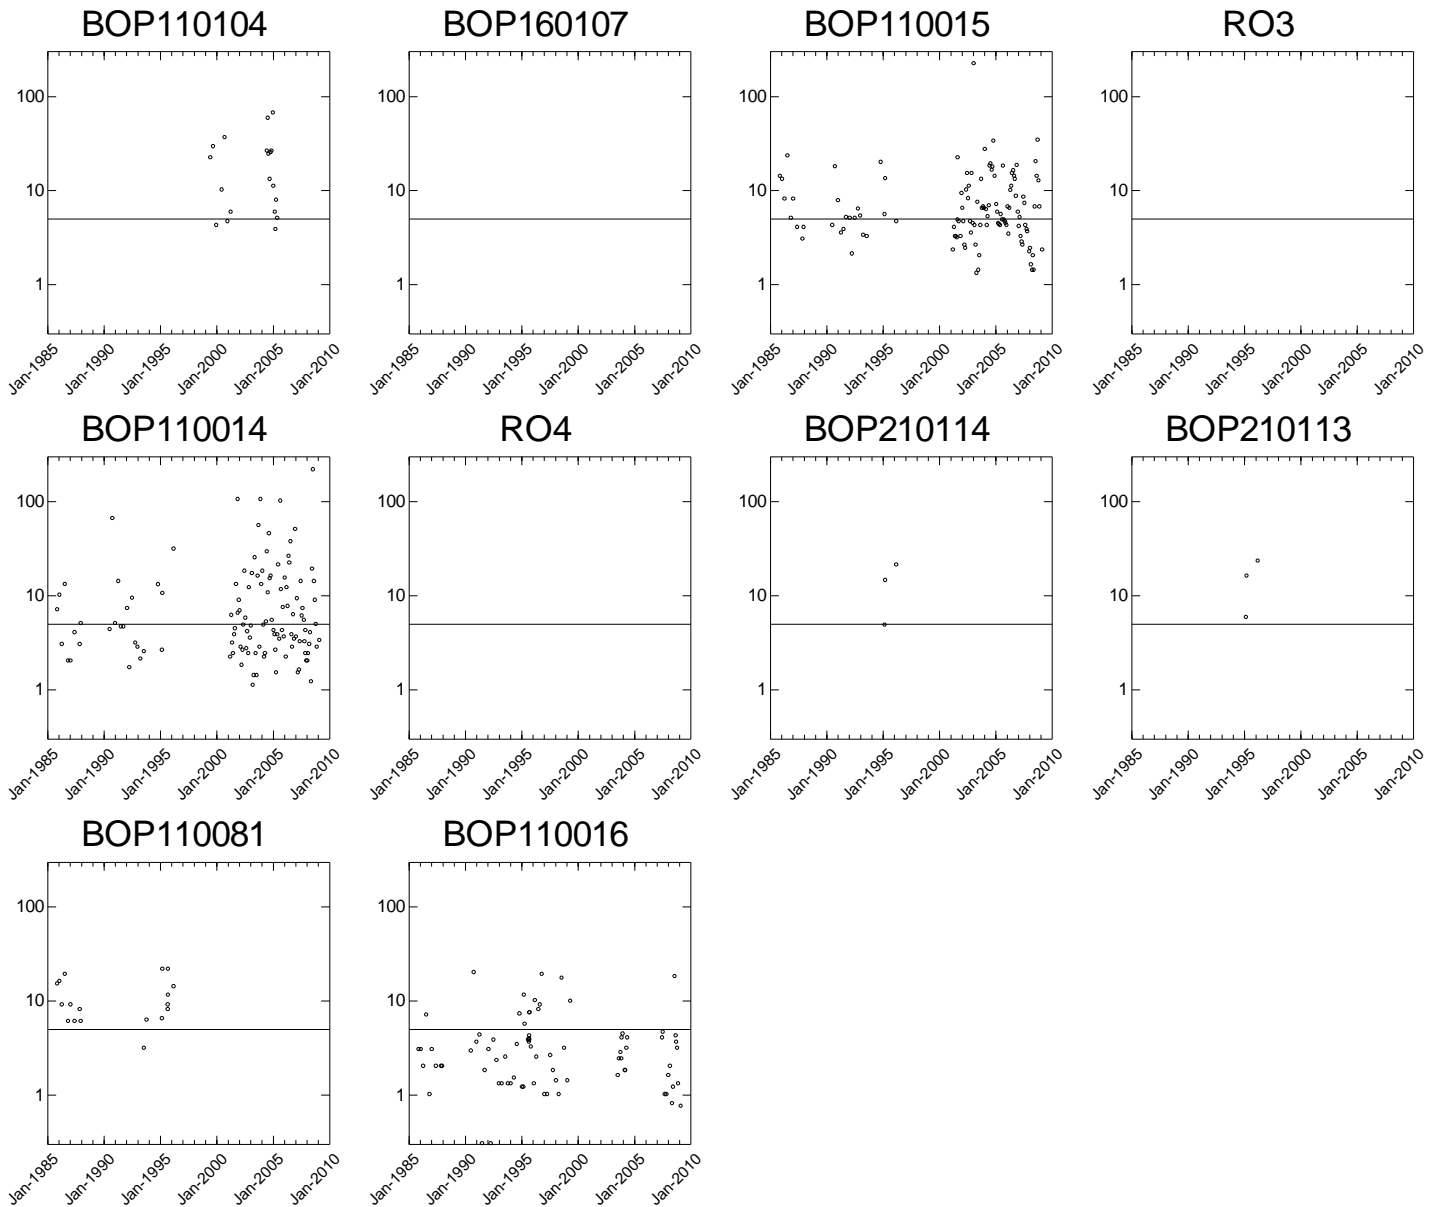 BOP110104 BOP160107 BOP110015 RO3
100 100 100 100
10 10 10 10
1 1 1 1
Jan-1985 Jan-1990 Jan-1995 Jan-2000 Jan-2005 Jan-2010 Jan-1985 Jan-1990 Jan-1995 Jan-2000 Jan-2005 Jan-2010 Jan-1985 Jan-1990 Jan-1995 Jan-2000 Jan-2005 Jan-2010 Jan-1985 Jan-1990 Jan-1995 Jan-2000 Jan-2005 Jan-2010
BOP110014 RO4 BOP210114 BOP210113
100 100 100 100
10 10 10 10
1 1 1 1
Jan-1985 Jan-1990 Jan-1995 Jan-2000 Jan-2005 Jan-2010 Jan-1985 Jan-1990 Jan-1995 Jan-2000 Jan-2005 Jan-2010 Jan-1985 Jan-1990 Jan-1995 Jan-2000 Jan-2005 Jan-2010 Jan-1985 Jan-1990 Jan-1995 Jan-2000 Jan-2005 Jan-2010
BOP110081 BOP110016
100 100
10 10
1 1
Jan-1985 Jan-1990 Jan-1995 Jan-2000 Jan-2005 Jan-2010 Jan-1985 Jan-1990 Jan-1995 Jan-2000 Jan-2005 Jan-2010